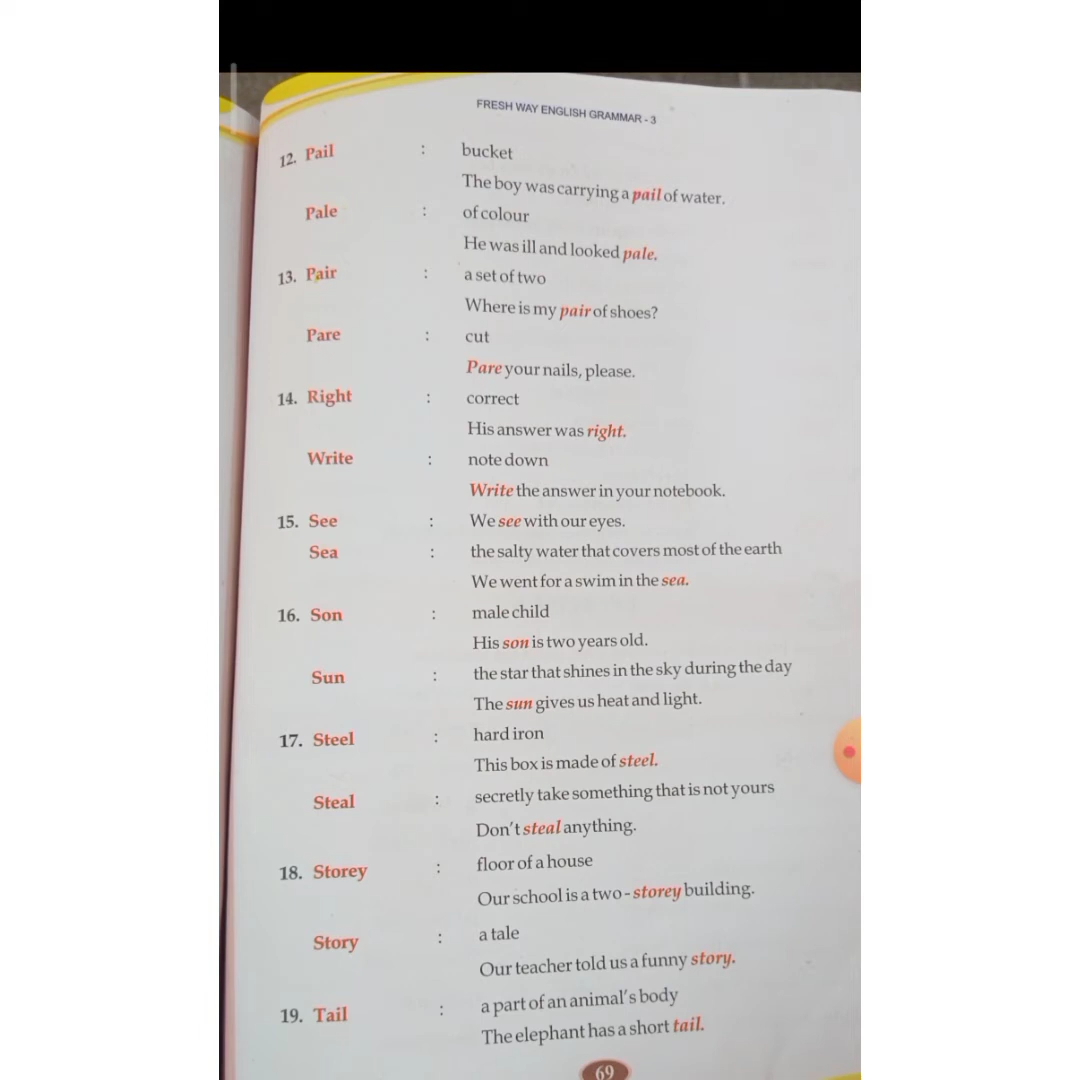 FRESH WAY ENGLISH GRAMMAR - 3
12. Pail : bucket
The boy was carrying a pail of water.
Pale : of colour
He was ill and looked pale.
13. Pair : a set of two
Where is my pair of shoes?
Pare : cut
Pare your nails, please.
14. Right : correct
His answer was right.
Write : note down
Write the answer in your notebook.
15. See : We see with our eyes.
Sea : the salty water that covers most of the earth
We went for a swim in the sea.
16. Son : male child
His son is two years old.
Sun : the star that shines in the sky during the day
The sun gives us heat and light.
17. Steel : hard iron
This box is made of steel.
Steal : secretly take something that is not yours
Don't steal anything.
18. Storey : floor of a house
Our school is a two - storey building.
Story : a tale
Our teacher told us a funny story.
19. Tail : a part of an animal's body
The elephant has a short tail.
69